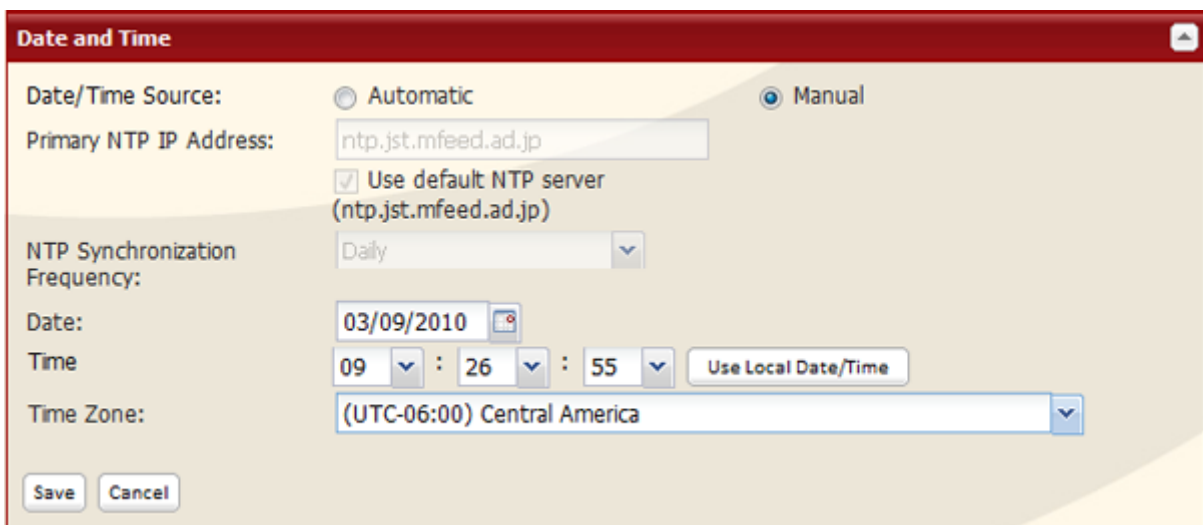 Date and Time
Date/Time Source: Automatic Manual
Primary NTP IP Address: ntp.jst.mfeed.ad.jp
Use default NTP server
(ntp.jst.mfeed.ad.jp)
NTP Synchronization Daily
Frequency:
Date: 03/09/2010
Time 09 : 26 : 55 Use Local Date/Time
Time Zone: (UTC-06:00) Central America
Save Cancel